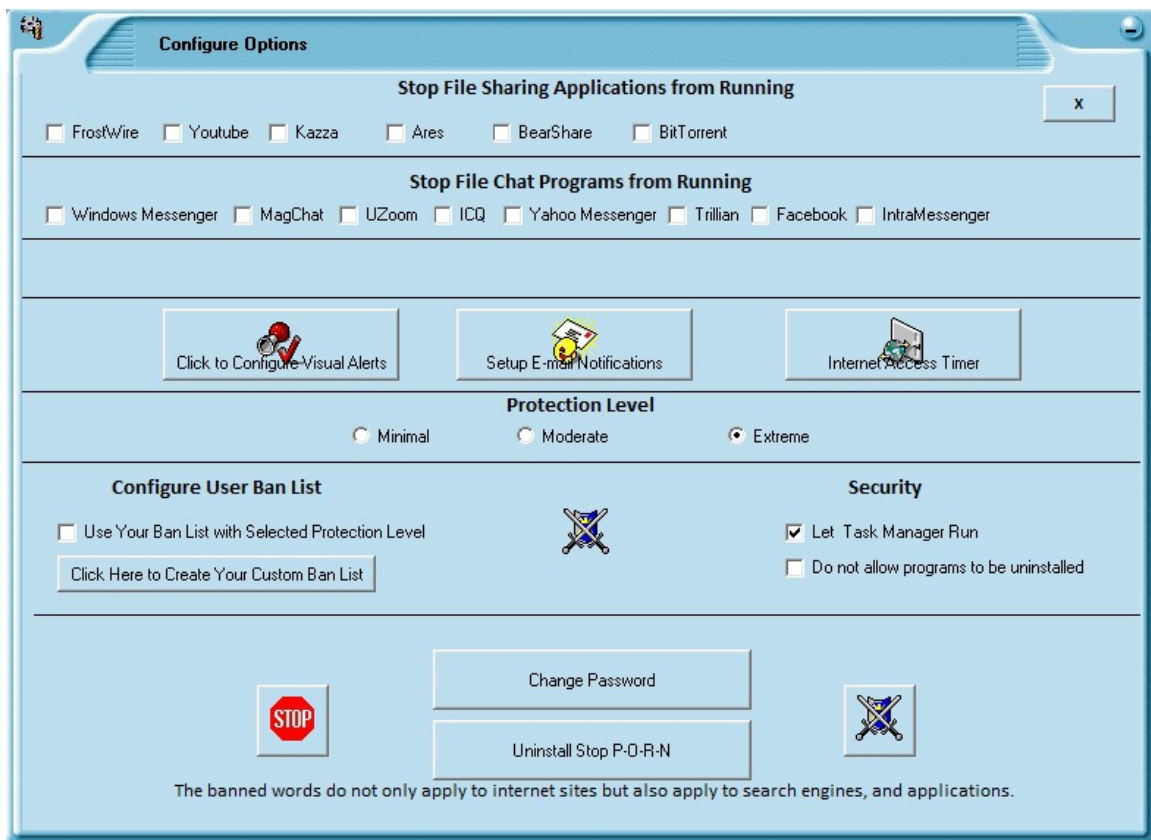 Configure Options
Stop File Sharing Applications from Running
x
FrostWire Youtube Kazza Ares BearShare BitTorrent
Stop File Chat Programs from Running
Windows Messenger MagChat UZoom ICQ Yahoo Messenger Trillian Facebook IntraMessenger
Click to Configure Visual Alerts Setup E-mail Notifications Internet Access Timer
Protection Level
Minimal Moderate Extreme
Configure User Ban List Security
Use Your Ban List with Selected Protection Level Let Task Manager Run
Click Here to Create Your Custom Ban List Do not allow programs to be uninstalled
Change Password
STOP
Uninstall Stop P-O-R-N
The banned words do not only apply to internet sites but also apply to search engines, and applications.